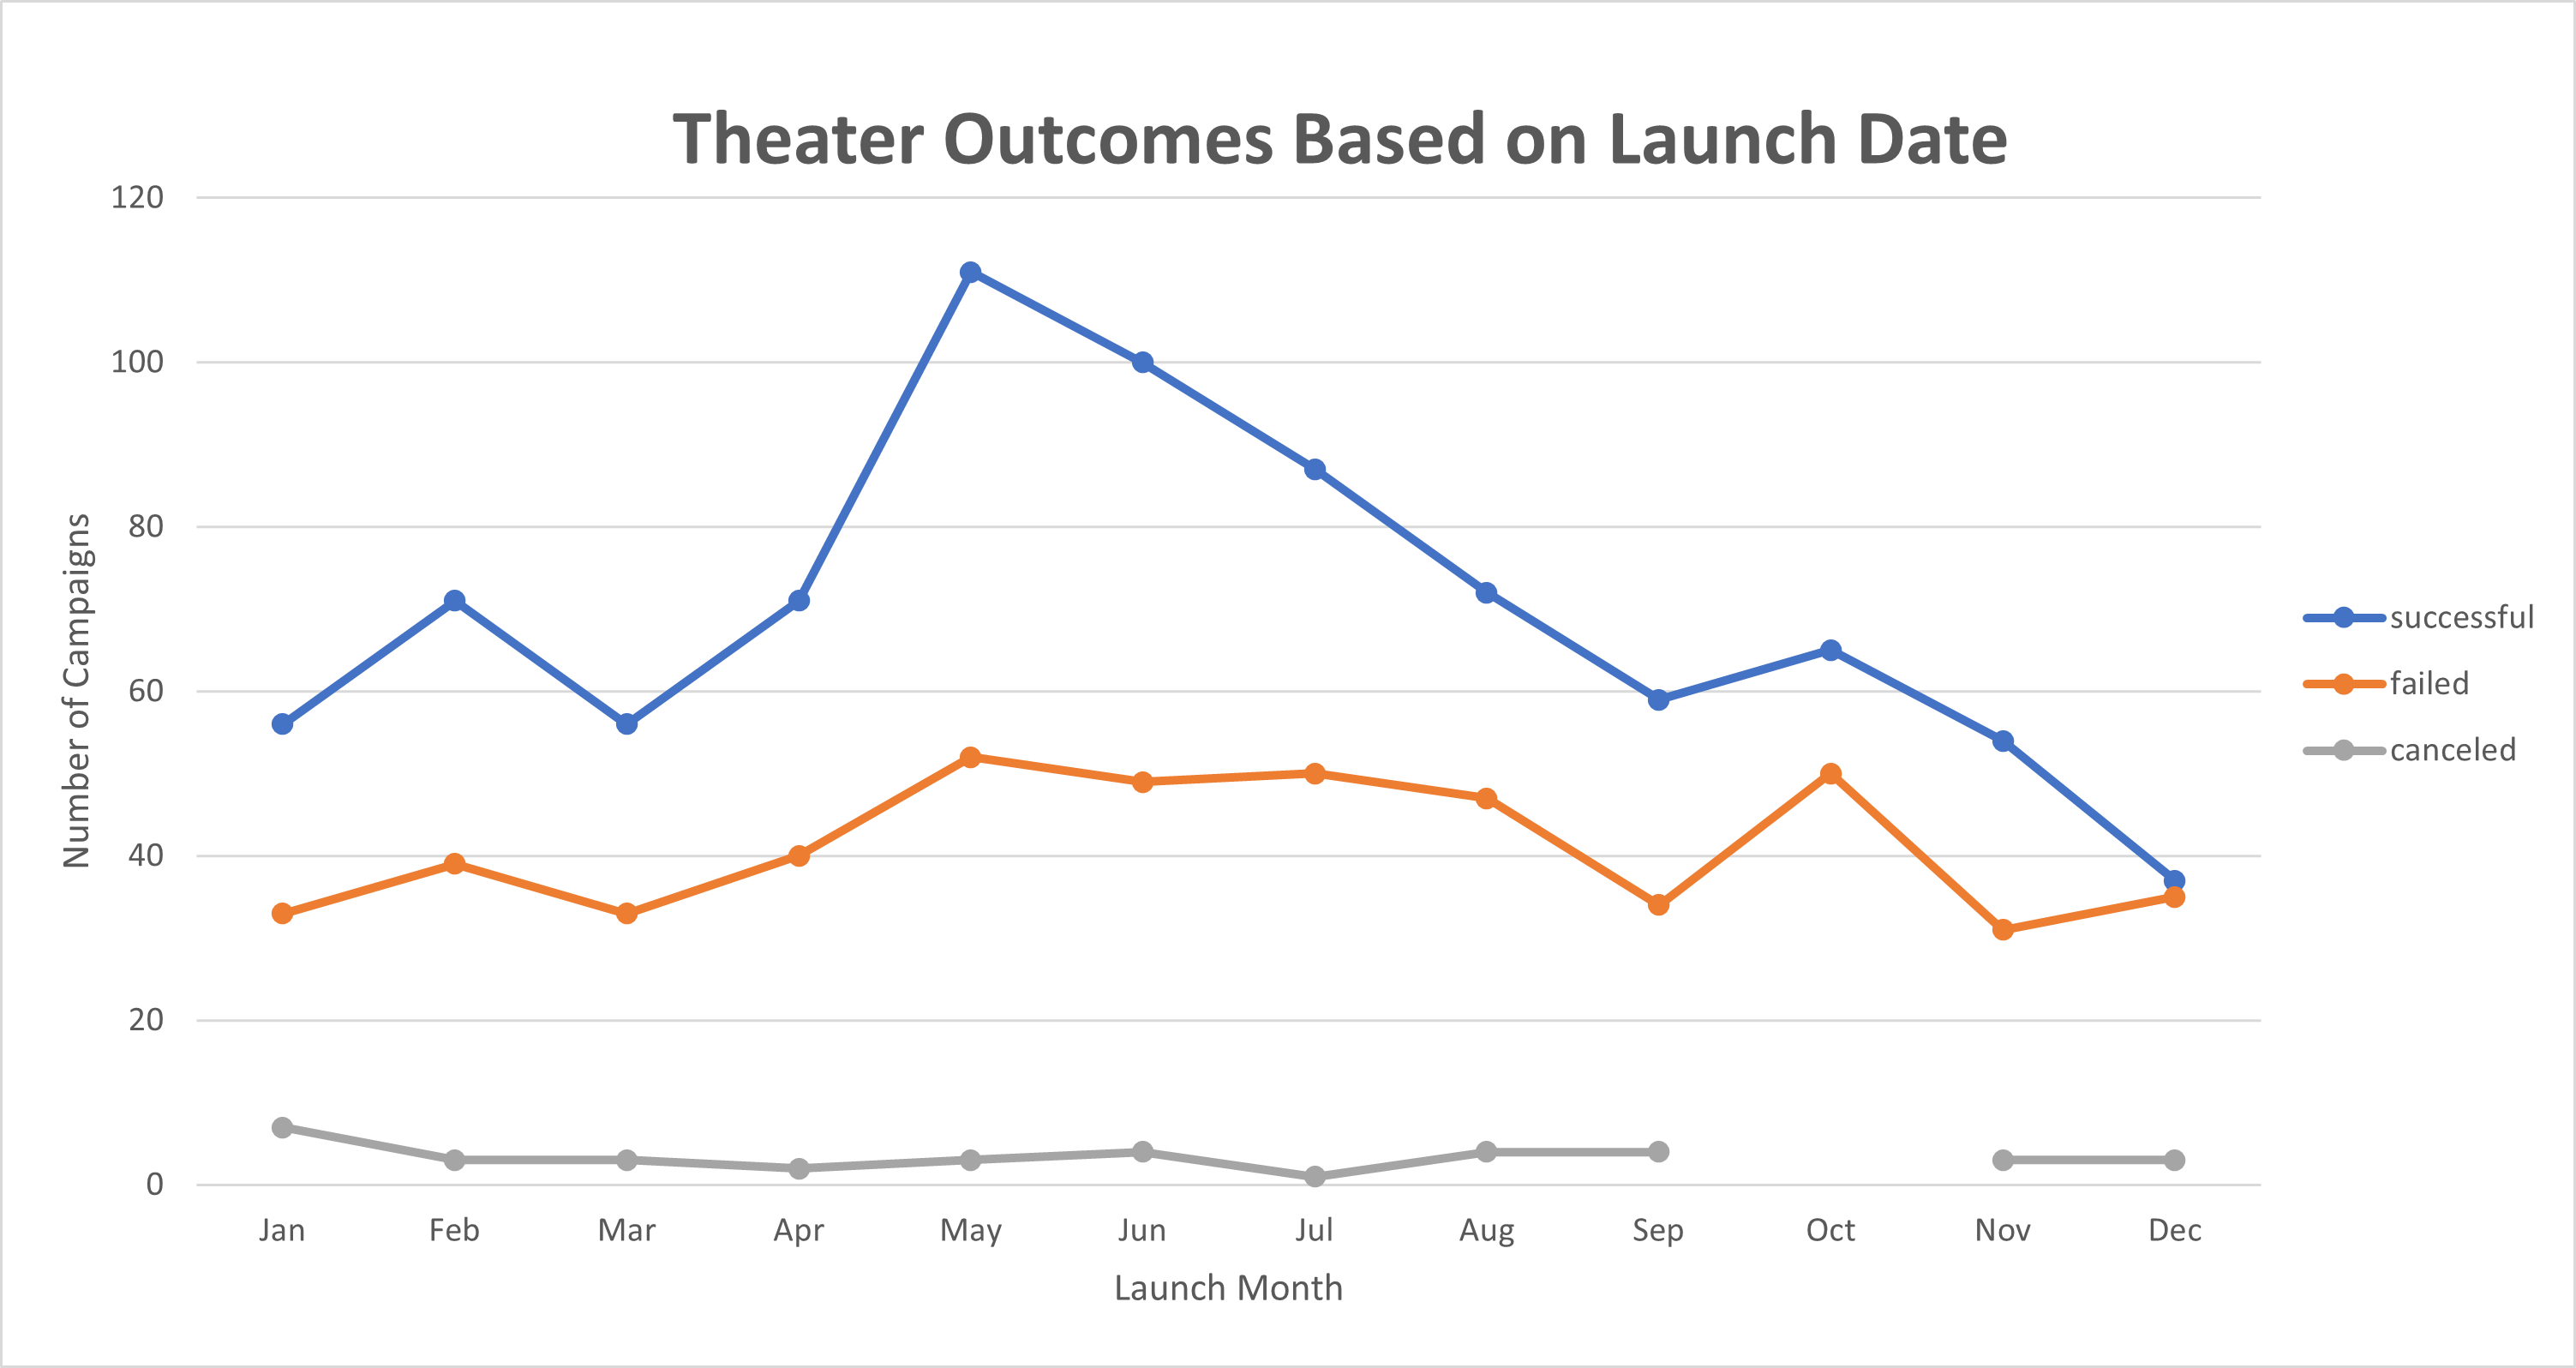 Theater Outcomes Based on Launch Date
120
100
80
60
40
20
0
Number of Campaigns
Jan Feb Mar Apr May Jun Jul Aug Sep Oct Nov Dec
Launch Month
successful
failed
canceled